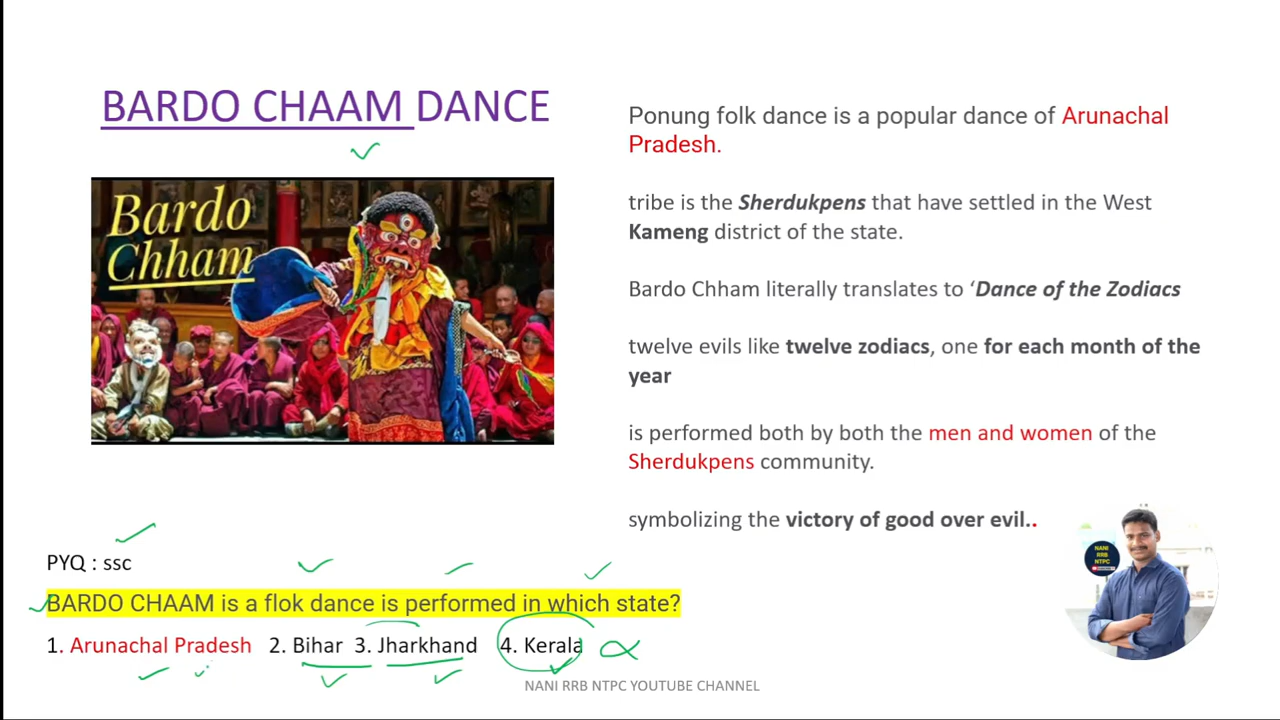 BARDO CHAAM DANCE
Bardo
Chham
PYQ : ssc
BARDO CHAAM is a flok dance is performed in which state?
1. Arunachal Pradesh 2. Bihar 3. Jharkhand 4. Kerala
Ponung folk dance is a popular dance of Arunachal
Pradesh.
tribe is the Sherdukpens that have settled in the West
Kameng district of the state.
Bardo Chham literally translates to ‘Dance of the Zodiacs
twelve evils like twelve zodiacs, one for each month of the
year
is performed both by both the men and women of the
Sherdukpens community.
symbolizing the victory of good over evil..
NANI
RRB
NTPC
NANI RRB NTPC YOUTUBE CHANNEL